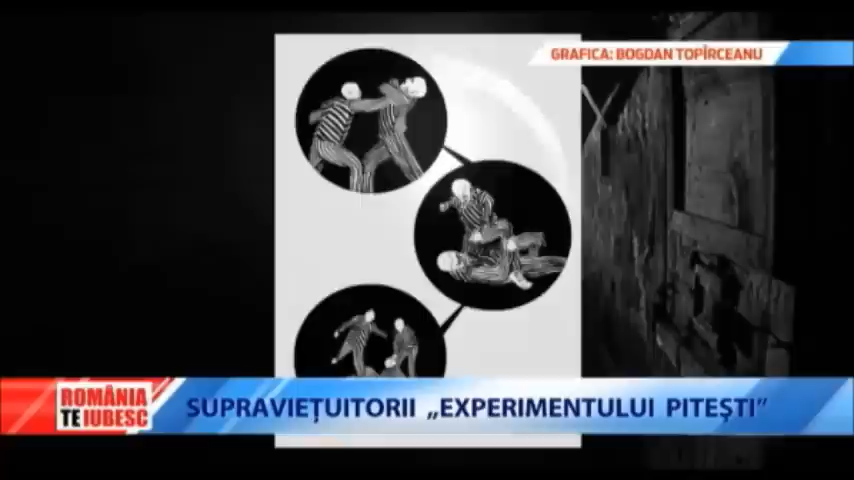 GRAFICA: BOGDAN TOPÎRCEANU
ROMÂNIA
TE IUBESC
SUPRAVIEȚUITORII „EXPERIMENTULUI PITEȘTI”